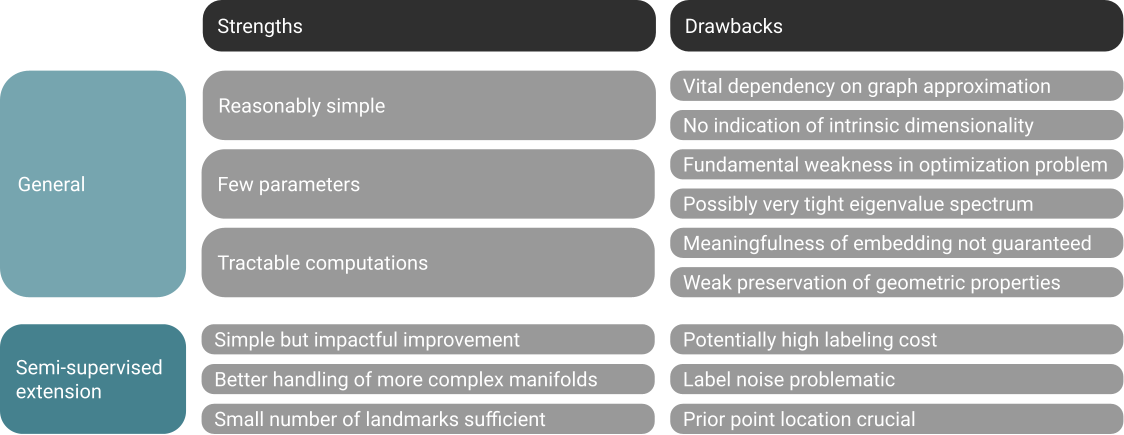 Strengths
Drawbacks
General
Reasonably simple
Few parameters
Tractable computations
Vital dependency on graph approximation
No indication of intrinsic dimensionality
Fundamental weakness in optimization problem
Possibly very tight eigenvalue spectrum
Meaningfulness of embedding not guaranteed
Weak preservation of geometric properties
Semi-supervised
extension
Simple but impactful improvement
Better handling of more complex manifolds
Small number of landmarks sufficient
Potentially high labeling cost
Label noise problematic
Prior point location crucial